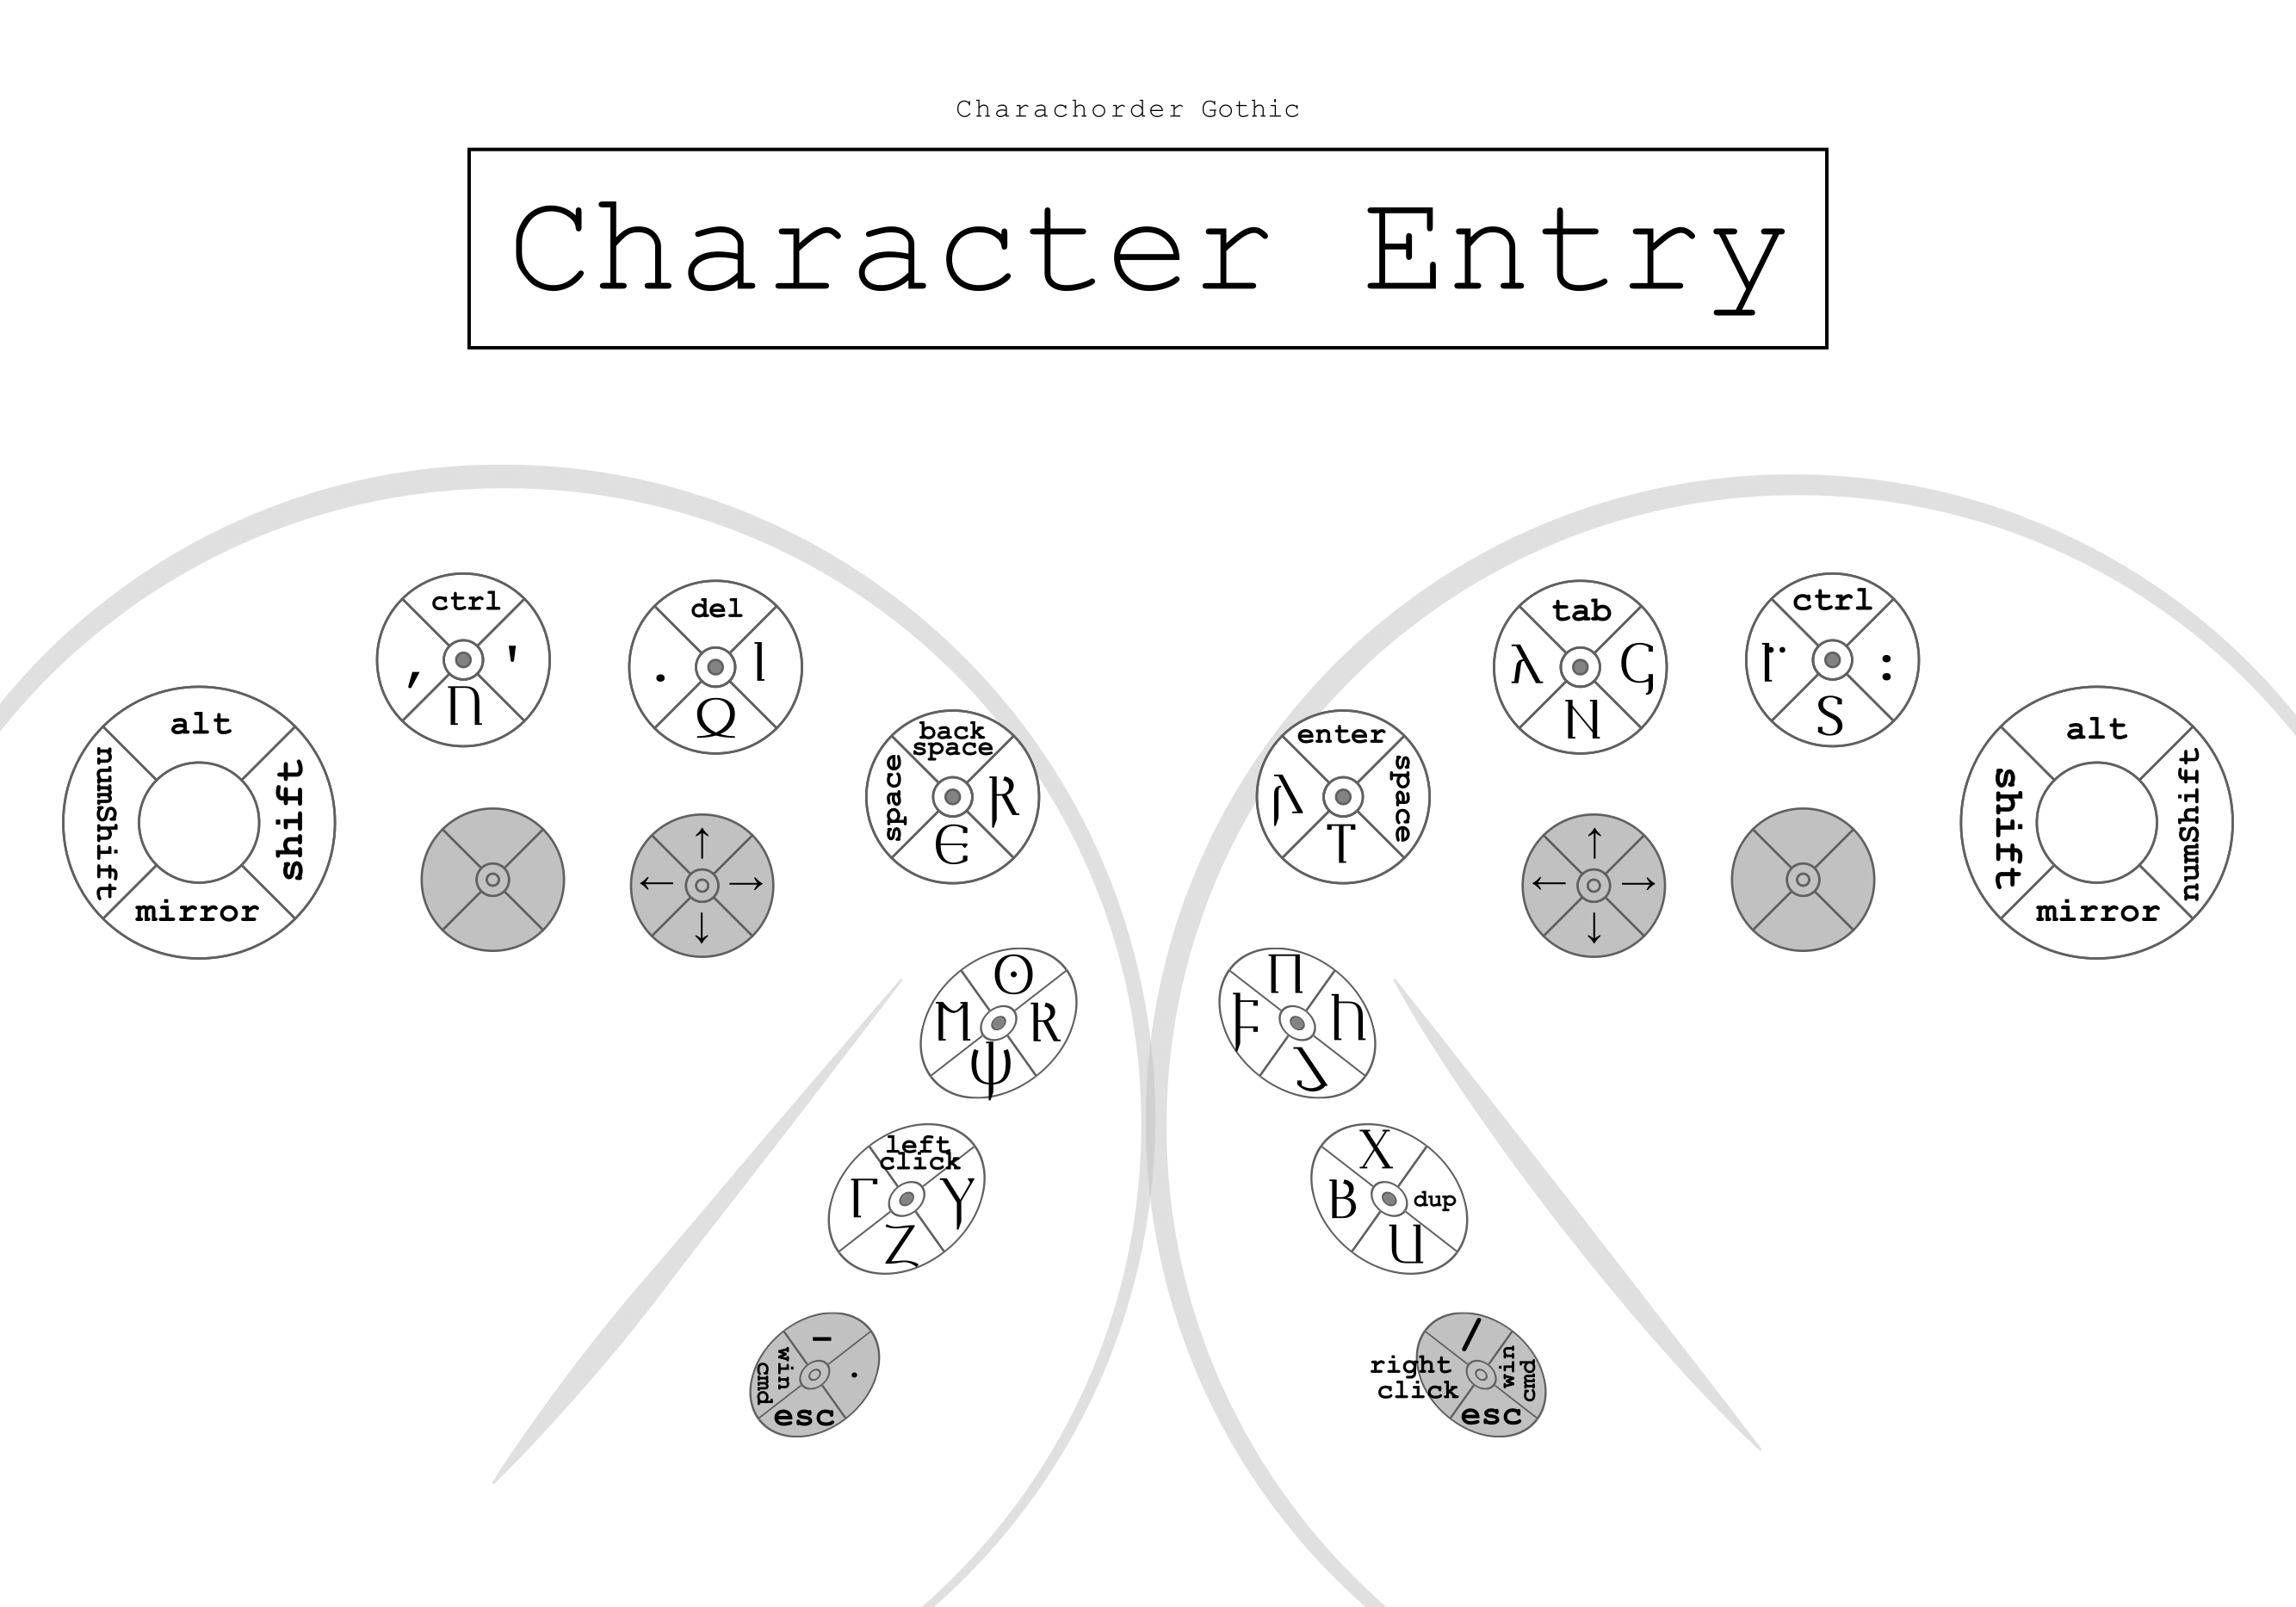 Charachorder Gothic
Character Entry
ctrl
,
'
𐌿
del
.
𐌹
𐍉
tab
𐌻
𐌾
𐌽
ctrl
𐌹̈
:
𐍃
alt
numShift
shift
mirror
back
space
space
𐍂
𐌴
enter
𐌰
space
𐍄
alt
shift
numShift
mirror
↑
← →
↓
↑
← →
↓
𐍈
𐌼
𐌺
𐌸
𐍀
𐍆
𐌷
𐌳
left
click
𐌲
𐍅
𐌶
𐍇
𐌱
dup
𐌵
-
win
cmd
·
esc
/
right
click
win
cmd
esc